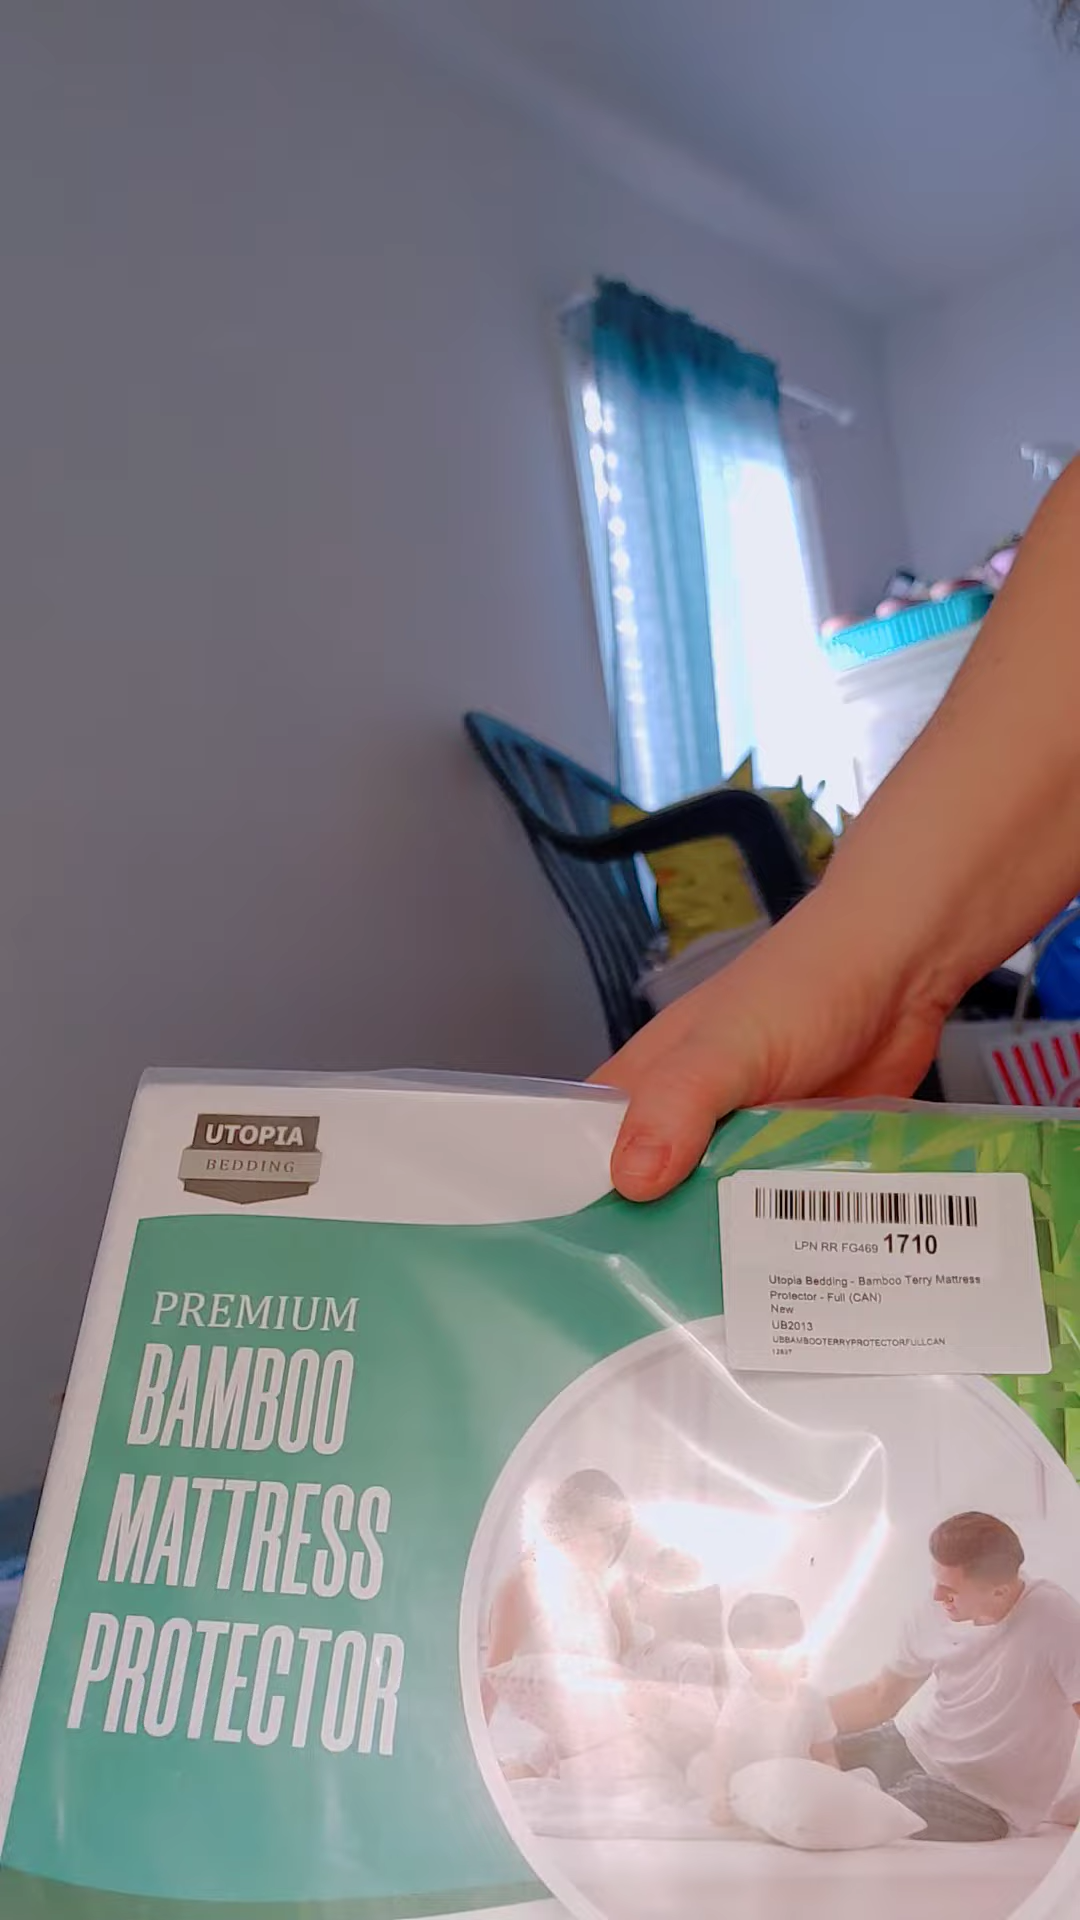 UTOPIA
BEDDING
PREMIUM
BAMBOO
MATTRESS
PROTECTOR
LPN RR FG469 1710
Utopia Bedding - Bamboo Terry Mattress
Protector - Full (CAN)
New
UB2013
UBBAMBOOTERRYPROTECTORFULLCAN